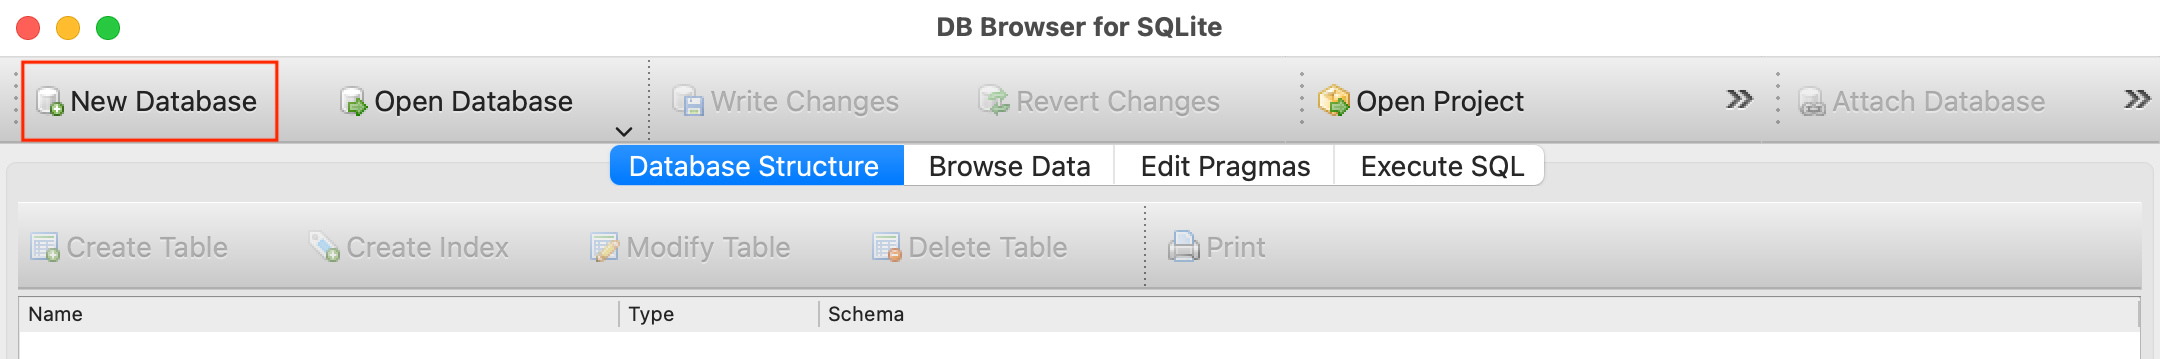 DB Browser for SQLite
New Database Open Database Write Changes Revert Changes Open Project Attach Database
Database Structure Browse Data Edit Pragmas Execute SQL
Create Table Create Index Modify Table Delete Table Print
Name Type Schema